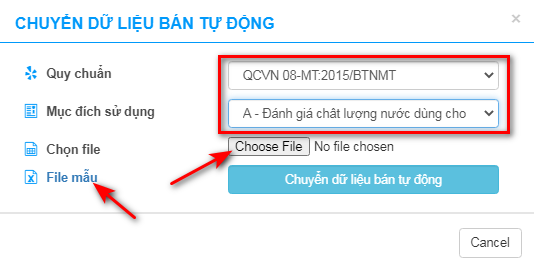 CHUYỂN DỮ LIỆU BÁN TỰ ĐỘNG ×
Quy chuẩn QCVN 08-MT:2015/BTNMT
Mục đích sử dụng A - Đánh giá chât lượng nước dùng cho
Chọn file Choose File No file chosen
File mẫu Chuyển dữ liệu bán tự động
Cancel